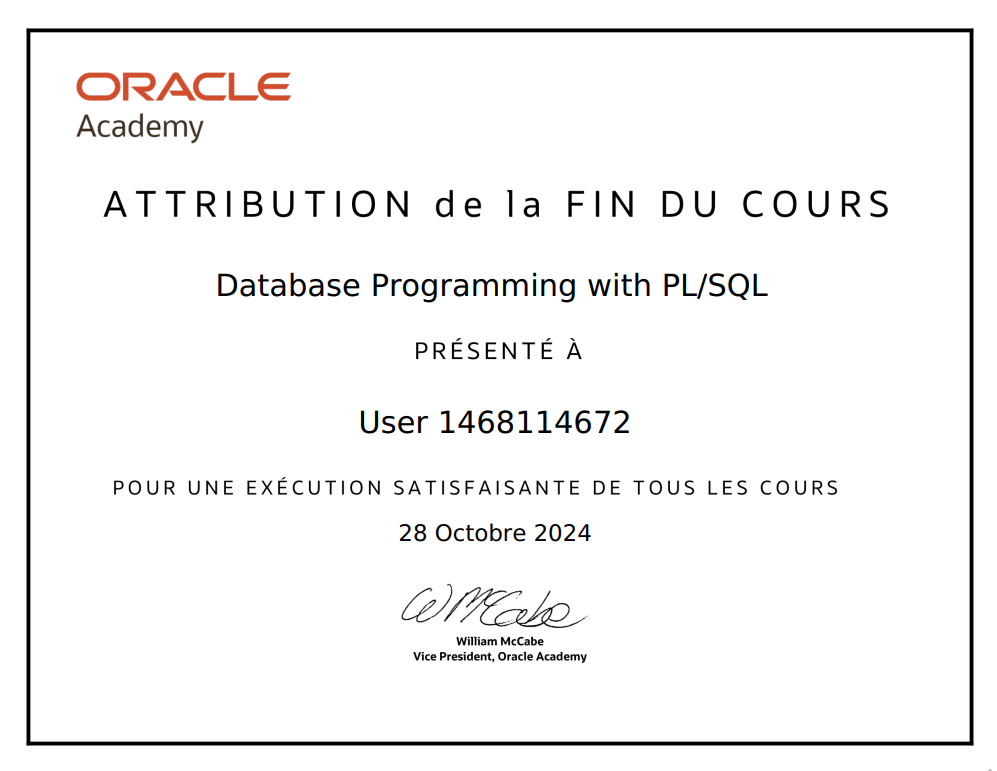 ORACLE
Academy
ATTRIBUTION de la FIN DU COURS
Database Programming with PL/SQL
PRÉSENTÉ À
User 1468114672
POUR UNE EXÉCUTION SATISFAISANTE DE TOUS LES COURS
28 Octobre 2024
WMcCabe
William McCabe
Vice President, Oracle Academy